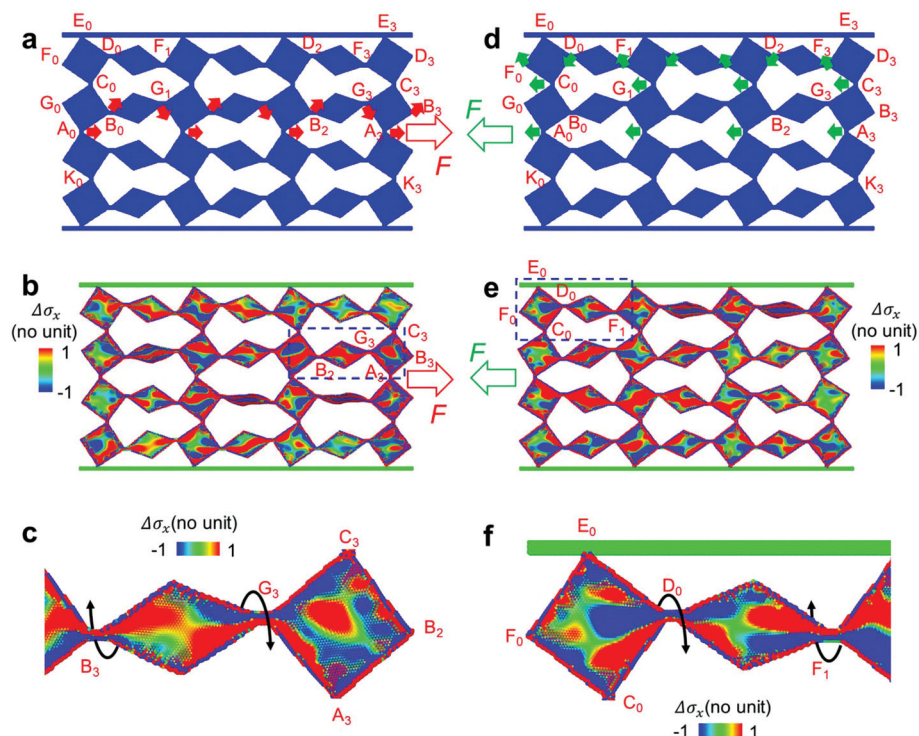 a
E0
E3
F0
D0
F1
D2
F3
D3
C0
G1
G3
C3
B3
G0
A0
B0
B2
A3
K0
K3
F
d
E0
E3
F0
D0
F1
D2
F3
D3
C0
G1
G3
C3
B3
G0
A0
B0
B2
A3
K0
K3
F
b
Δσx
(no unit)
1
-1
G3
C3
B3
B2
A3
F
e
E0
D0
F0
C0
F1
F
Δσx
(no unit)
1
-1
c
Δσx(no unit)
-1
1
C3
G3
B2
B3
A3
f
E0
D0
F0
F1
C0
Δσx(no unit)
-1
1